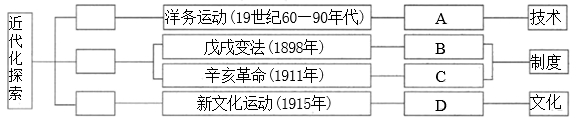 近代化探索
洋务运动(19世纪60—90年代)
A
技术
戊戌变法(1898年)
B
辛亥革命(1911年)
C
制度
新文化运动(1915年)
D
文化